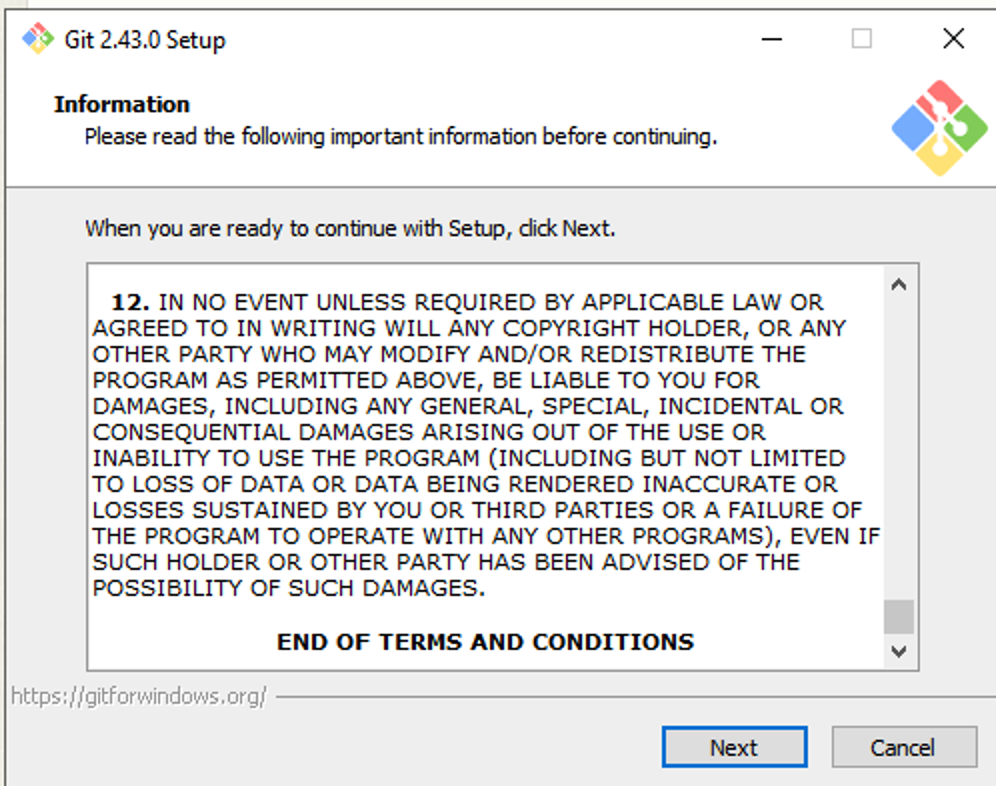 Git 2.43.0 Setup
Information
Please read the following important information before continuing.
When you are ready to continue with Setup, click Next.
12. IN NO EVENT UNLESS REQUIRED BY APPLICABLE LAW OR
AGREED TO IN WRITING WILL ANY COPYRIGHT HOLDER, OR ANY
OTHER PARTY WHO MAY MODIFY AND/OR REDISTRIBUTE THE
PROGRAM AS PERMITTED ABOVE, BE LIABLE TO YOU FOR
DAMAGES, INCLUDING ANY GENERAL, SPECIAL, INCIDENTAL OR
CONSEQUENTIAL DAMAGES ARISING OUT OF THE USE OR
INABILITY TO USE THE PROGRAM (INCLUDING BUT NOT LIMITED
TO LOSS OF DATA OR DATA BEING RENDERED INACCURATE OR
LOSSES SUSTAINED BY YOU OR THIRD PARTIES OR A FAILURE OF
THE PROGRAM TO OPERATE WITH ANY OTHER PROGRAMS), EVEN IF
SUCH HOLDER OR OTHER PARTY HAS BEEN ADVISED OF THE
POSSIBILITY OF SUCH DAMAGES.
END OF TERMS AND CONDITIONS
https://gitforwindows.org/
Next
Cancel